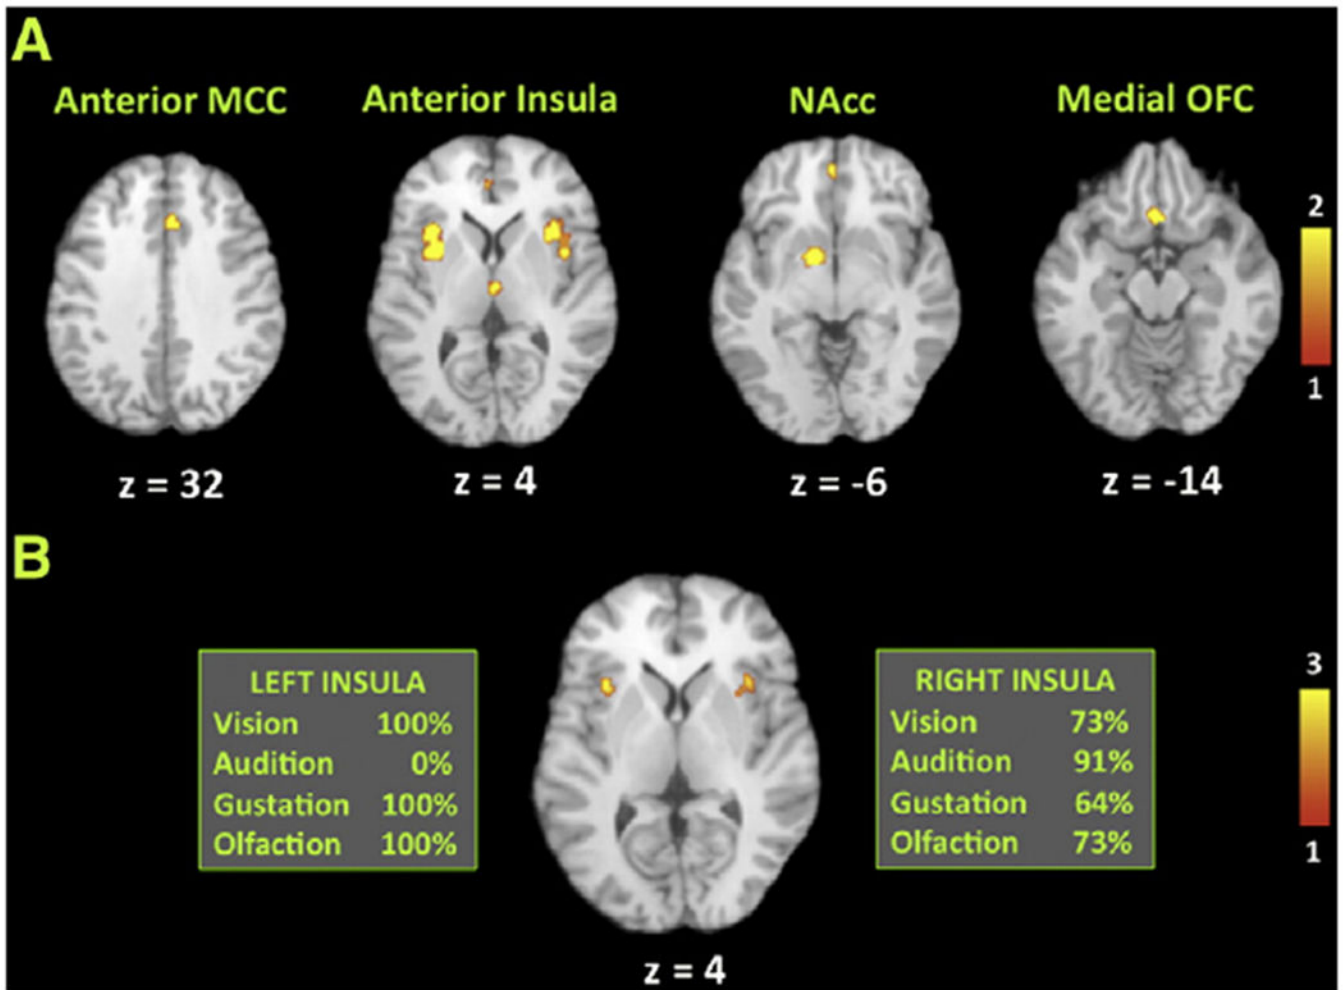 A
Anterior MCC Anterior Insula NAcc Medial OFC
2
1
z = 32 z = 4 z = -6 z = -14
B
LEFT INSULA
Vision 100%
Audition 0%
Gustation 100%
Olfaction 100%
RIGHT INSULA
Vision 73%
Audition 91%
Gustation 64%
Olfaction 73%
3
1
z = 4